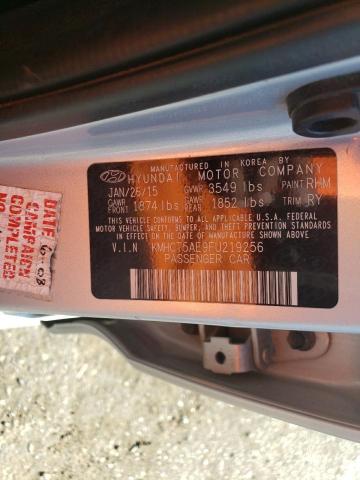 MANUFACTURED IN KOREA BY
HYUNDAI MOTOR COMPANY
JAN/26/15 GVWR 3549 lbs PAINT RHM
GAWR FRONT 1874 lbs GAWR REAR 1852 lbs TRIM RY
THIS VEHICLE CONFORMS TO ALL APPLICABLE U.S.A. FEDERAL
MOTOR VEHICLE SAFETY, BUMPER, AND THEFT PREVENTION STANDARDS
IN EFFECT ON THE DATE OF MANUFACTURE SHOWN ABOVE.
V.I.N KMHCT5AE9FU219256
PASSENGER CAR
CAMPAIGN
COMPLETED
DATE